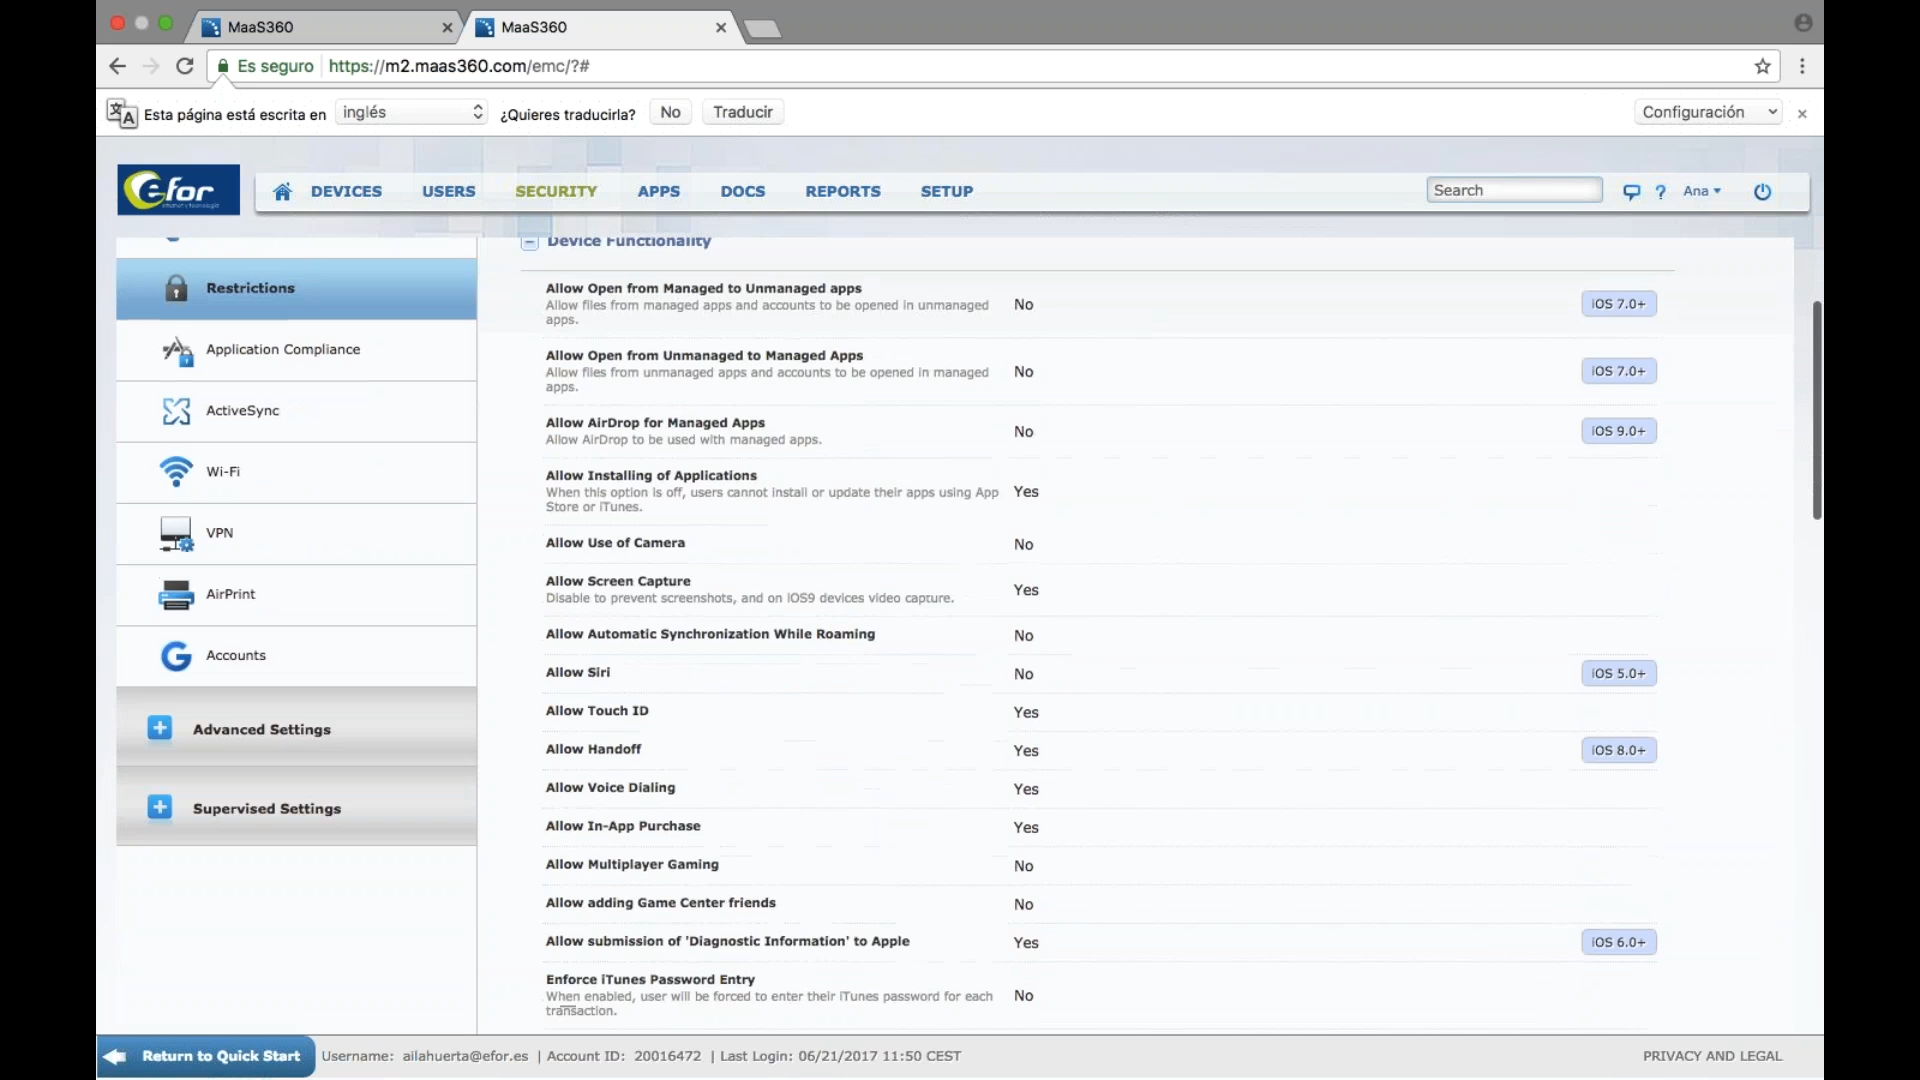 MaaS360
MaaS360
Es seguro https://m2.maas360.com/emc/?#
Esta página está escrita en inglés ¿Quieres traducirla? No Traducir Configuración
efor
DEVICES USERS SECURITY APPS DOCS REPORTS SETUP Search ? Ana
Restrictions
Application Compliance
ActiveSync
Wi-Fi
VPN
AirPrint
Accounts
Advanced Settings
Supervised Settings
Device Functionality
Allow Open from Managed to Unmanaged apps
Allow files from managed apps and accounts to be opened in unmanaged
apps.
No
iOS 7.0+
Allow Open from Unmanaged to Managed Apps
Allow files from unmanaged apps and accounts to be opened in managed
apps.
No
iOS 7.0+
Allow AirDrop for Managed Apps
Allow AirDrop to be used with managed apps.
No
iOS 9.0+
Allow Installing of Applications
When this option is off, users cannot install or update their apps using App
Store or iTunes.
Yes
Allow Use of Camera
No
Allow Screen Capture
Disable to prevent screenshots, and on iOS9 devices video capture.
Yes
Allow Automatic Synchronization While Roaming
No
Allow Siri
No
iOS 5.0+
Allow Touch ID
Yes
Allow Handoff
Yes
iOS 8.0+
Allow Voice Dialing
Yes
Allow In-App Purchase
Yes
Allow Multiplayer Gaming
No
Allow adding Game Center friends
No
Allow submission of 'Diagnostic Information' to Apple
Yes
iOS 6.0+
Enforce iTunes Password Entry
When enabled, user will be forced to enter their iTunes password for each
transaction.
No
Return to Quick Start Username: ailahuerta@efor.es | Account ID: 20016472 | Last Login: 06/21/2017 11:50 CEST PRIVACY AND LEGAL